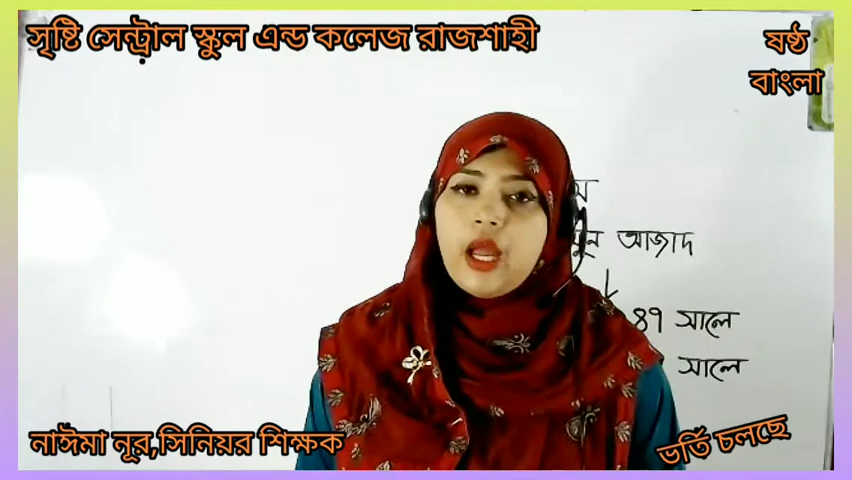 সৃষ্টি সেন্ট্রাল স্কুল এন্ড কলেজ রাজশাহী
ষষ্ঠ
বাংলা
আজাদ
৪৭ সালে
সালে
নাঈমা নূর,সিনিয়র শিক্ষক
ভর্তি চলছে